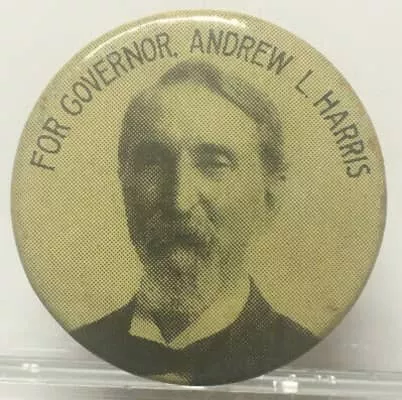 FOR GOVERNOR, ANDREW L. HARRIS